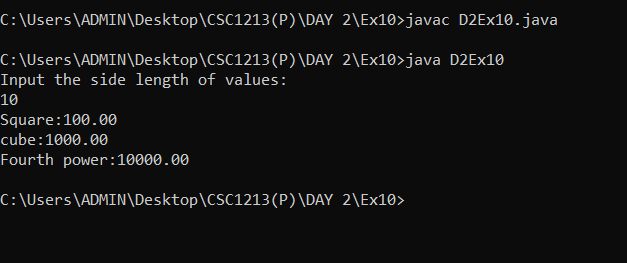 C:\Users\ADMIN\Desktop\CSC1213(P)\DAY 2\Ex10>javac D2Ex10.java
C:\Users\ADMIN\Desktop\CSC1213(P)\DAY 2\Ex10>java D2Ex10
Input the side length of values:
10
Square:100.00
cube:1000.00
Fourth power:10000.00
C:\Users\ADMIN\Desktop\CSC1213(P)\DAY 2\Ex10>